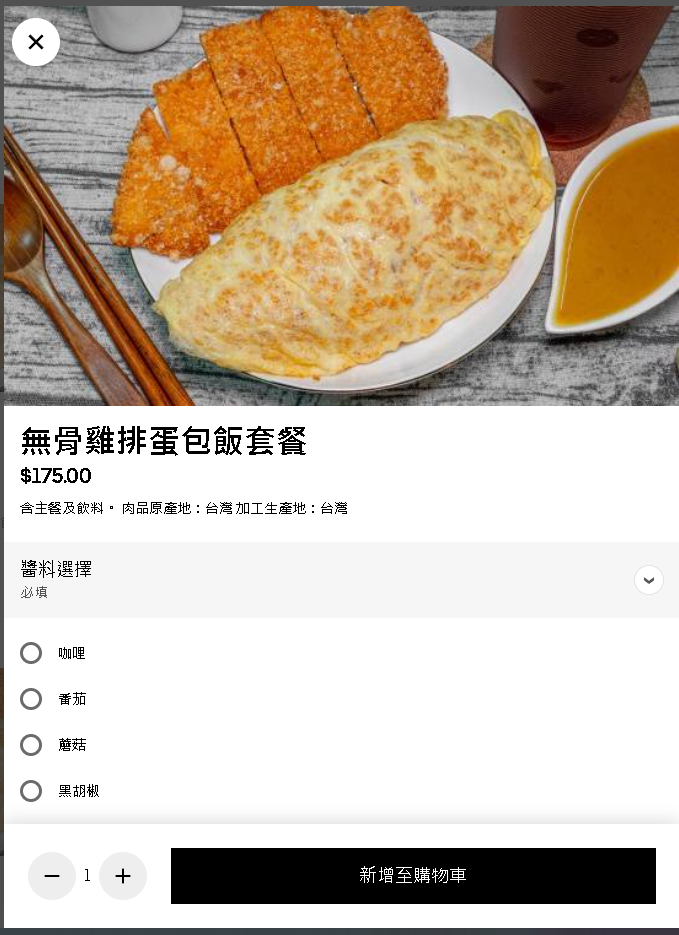 無骨雞排蛋包飯套餐
$175.00
含主餐及飲料。肉品原產地：台灣 加工生產地：台灣
醬料選擇
必填
咖哩
番茄
蘑菇
黑胡椒
1
新增至購物車